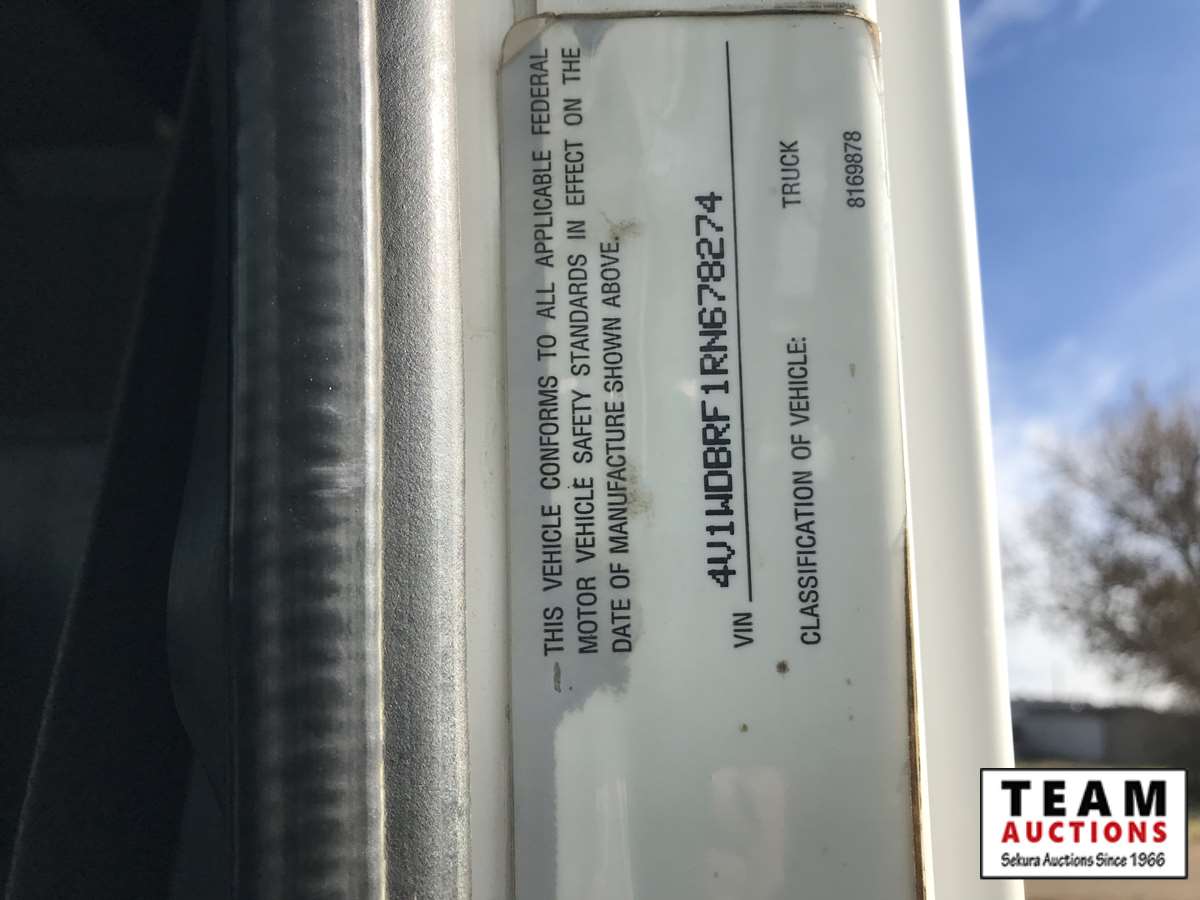 THIS VEHICLE CONFORMS TO ALL APPLICABLE FEDERAL
MOTOR VEHICLE SAFETY STANDARDS IN EFFECT ON THE
DATE OF MANUFACTURE SHOWN ABOVE.
VIN 4V1WDBRF1RN678274
CLASSIFICATION OF VEHICLE: TRUCK
8169878
TEAM
AUCTIONS
Sekura Auctions Since 1966